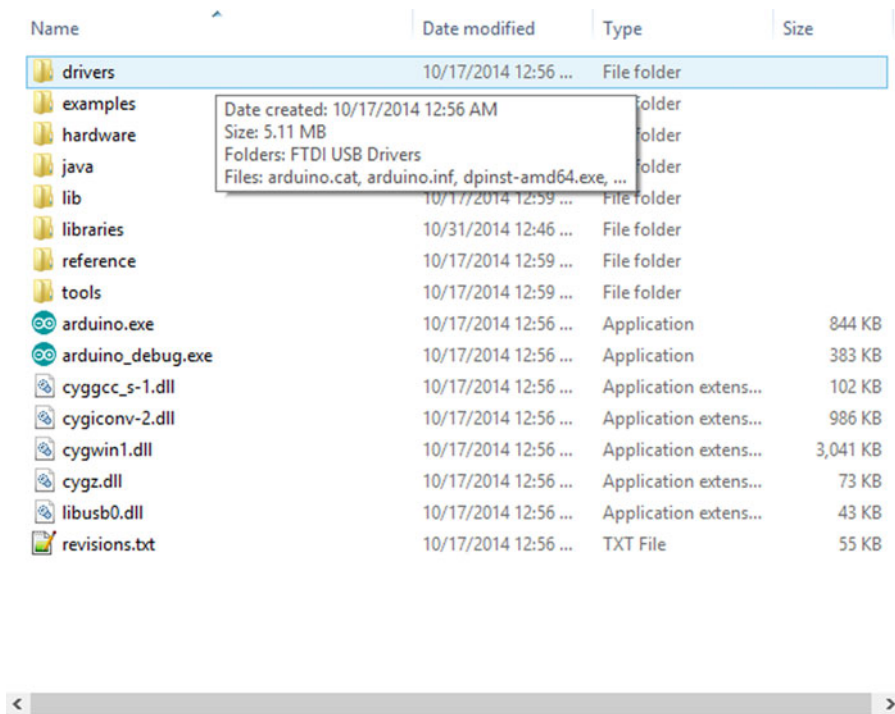 Name Date modified Type Size
drivers 10/17/2014 12:56 ... File folder
examples older
hardware older
java older
lib 10/17/2014 12:59 ... File folder
Date created: 10/17/2014 12:56 AM
Size: 5.11 MB
Folders: FTDI USB Drivers
Files: arduino.cat, arduino.inf, dpinst-amd64.exe, ...
libraries 10/31/2014 12:46 ... File folder
reference 10/17/2014 12:59 ... File folder
tools 10/17/2014 12:59 ... File folder
arduino.exe 10/17/2014 12:56 ... Application 844 KB
arduino_debug.exe 10/17/2014 12:56 ... Application 383 KB
cyggcc_s-1.dll 10/17/2014 12:56 ... Application extens... 102 KB
cygiconv-2.dll 10/17/2014 12:56 ... Application extens... 986 KB
cygwin1.dll 10/17/2014 12:56 ... Application extens... 3,041 KB
cygz.dll 10/17/2014 12:56 ... Application extens... 73 KB
libusb0.dll 10/17/2014 12:56 ... Application extens... 43 KB
revisions.txt 10/17/2014 12:56 ... TXT File 55 KB